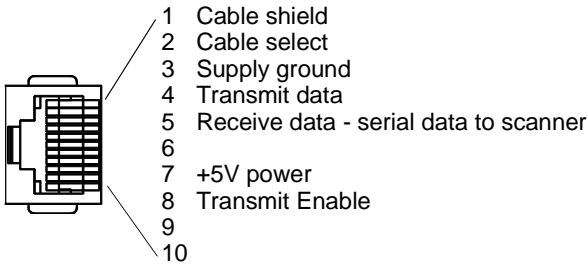 1 Cable shield
2 Cable select
3 Supply ground
4 Transmit data
5 Receive data - serial data to scanner
6
7 +5V power
8 Transmit Enable
9
10